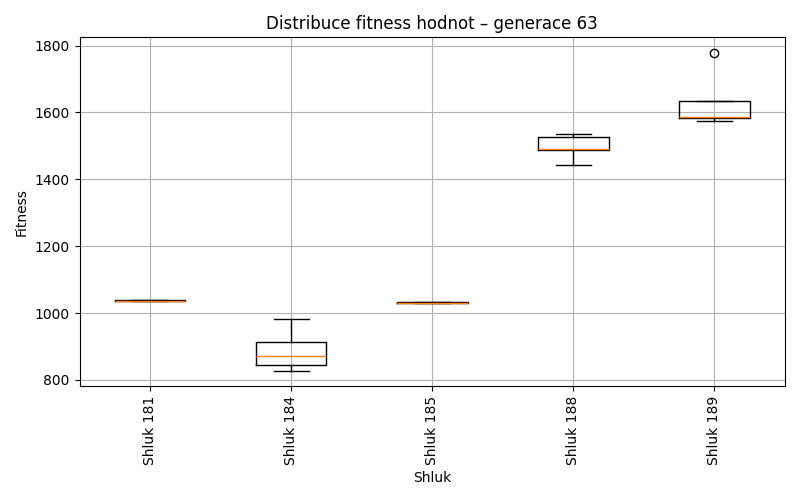 Distribuce fitness hodnot – generace 63
Fitness
1800
1600
1400
1200
1000
800
Shluk 181
Shluk 184
Shluk 185
Shluk 188
Shluk 189
Shluk